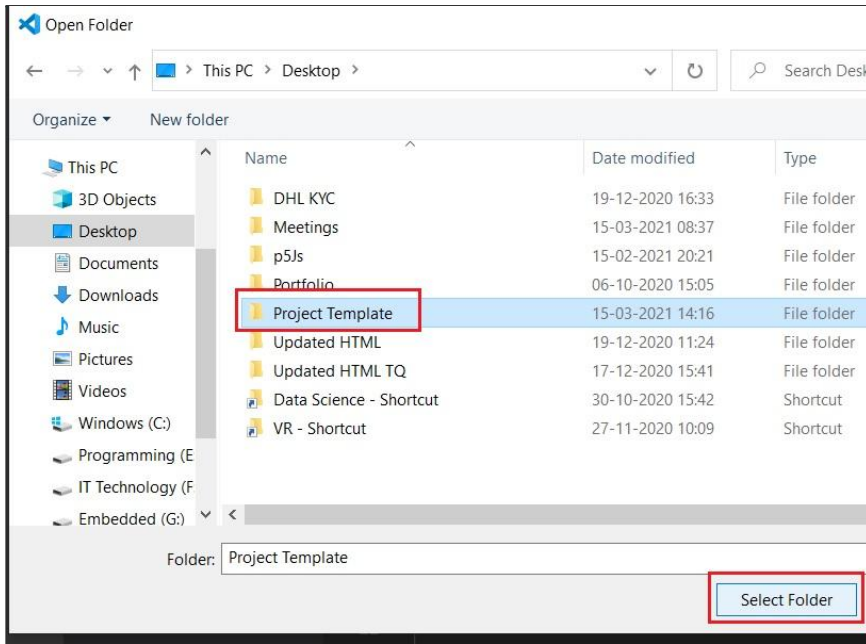 Open Folder
This PC > Desktop >
Search Desk
Organize
New folder
Name Date modified Type
This PC
3D Objects
Desktop
Documents
Downloads
Music
Pictures
Videos
Windows (C:)
Programming (E
IT Technology (F
Embedded (G:)
DHL KYC 19-12-2020 16:33 File folder
Meetings 15-03-2021 08:37 File folder
p5Js 15-02-2021 20:21 File folder
Portfolio 06-10-2020 15:05 File folder
Project Template 15-03-2021 14:16 File folder
Updated HTML 19-12-2020 11:24 File folder
Updated HTML TQ 17-12-2020 15:41 File folder
Data Science - Shortcut 30-10-2020 15:42 Shortcut
VR - Shortcut 27-11-2020 10:09 Shortcut
Folder: Project Template
Select Folder